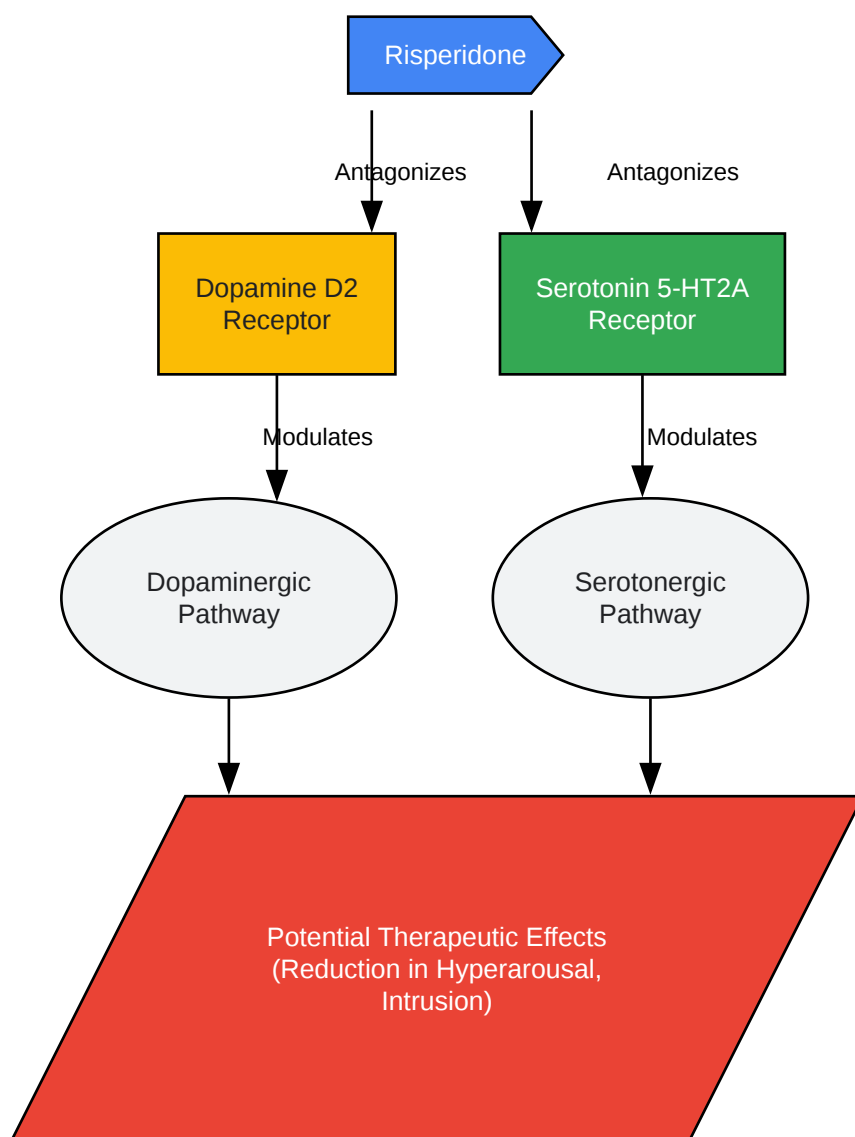 Risperidone
Antagonizes
Antagonizes
Dopamine D2
Receptor
Serotonin 5-HT2A
Receptor
Modulates
Modulates
Dopaminergic
Pathway
Serotonergic
Pathway
Potential Therapeutic Effects
(Reduction in Hyperarousal,
Intrusion)